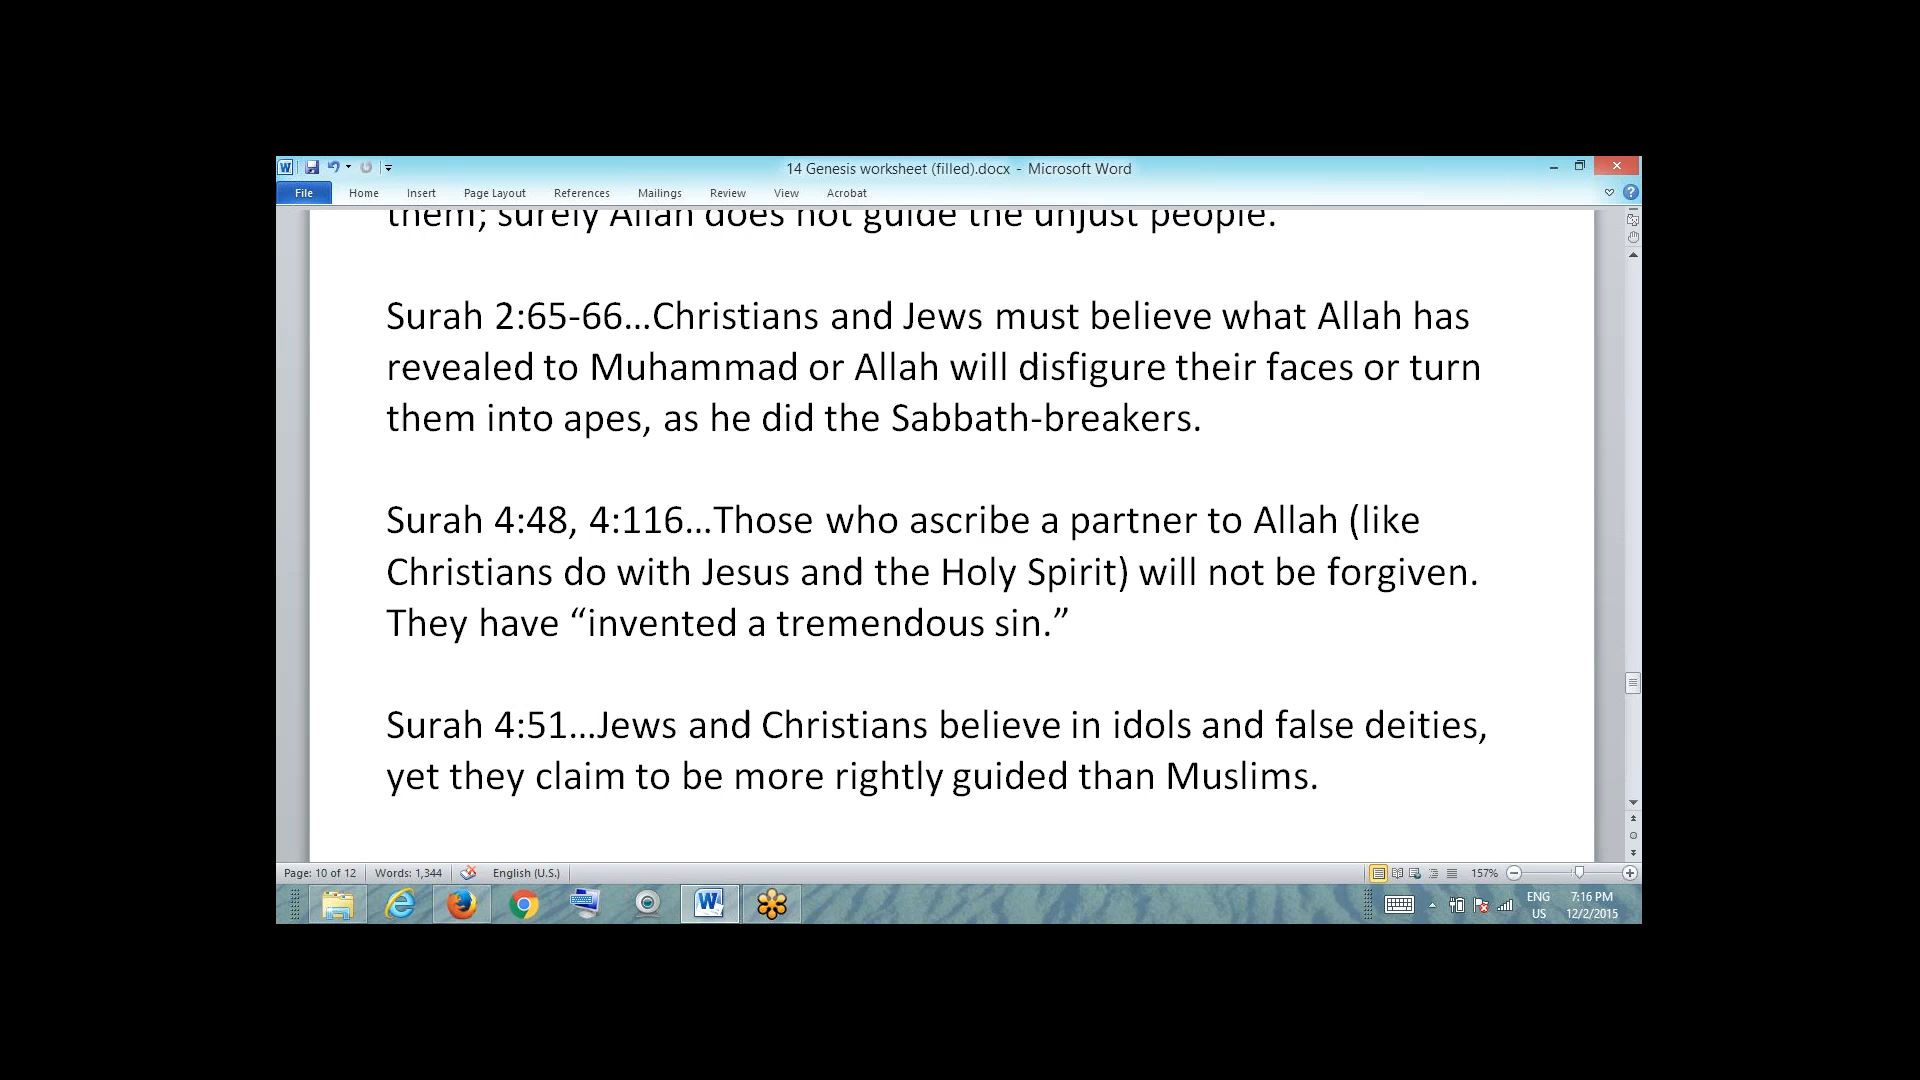 14 Genesis worksheet (filled).docx - Microsoft Word
File Home Insert Page Layout References Mailings Review View Acrobat
them; surely Allah does not guide the unjust people.
Surah 2:65-66…Christians and Jews must believe what Allah has
revealed to Muhammad or Allah will disfigure their faces or turn
them into apes, as he did the Sabbath-breakers.
Surah 4:48, 4:116…Those who ascribe a partner to Allah (like
Christians do with Jesus and the Holy Spirit) will not be forgiven.
They have “invented a tremendous sin.”
Surah 4:51…Jews and Christians believe in idols and false deities,
yet they claim to be more rightly guided than Muslims.
Page: 10 of 12 Words: 1,344 English (U.S.) 157%
ENG 7:16 PM
US 12/2/2015